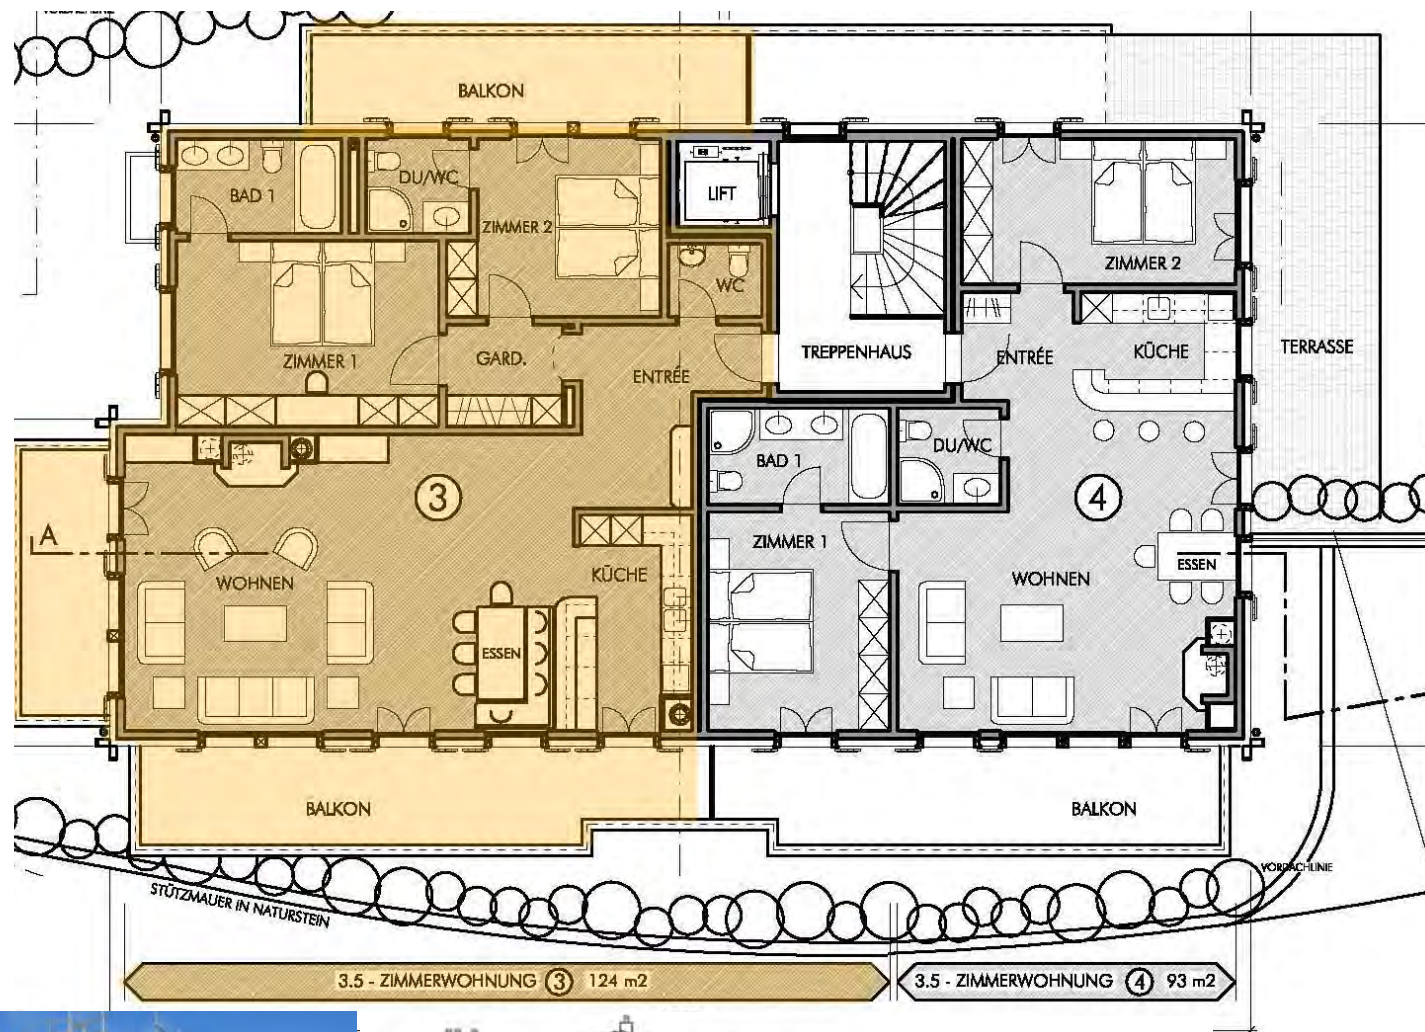 VORDACHLINIE
BALKON
BAD 1
DU/WC
ZIMMER 2
LIFT
WC
ZIMMER 2
ZIMMER 1
GARD.
ENTRÉE
TREPPENHAUS
ENTRÉE
KÜCHE
TERRASSE
3
BAD 1
DU/WC
4
A
WOHNEN
KÜCHE
ESSEN
ZIMMER 1
WOHNEN
ESSEN
BALKON
BALKON
STÜTZMAUER IN NATURSTEIN
VORDACHLINIE
3.5 - ZIMMERWOHNUNG 3 124 m2
3.5 - ZIMMERWOHNUNG 4 93 m2